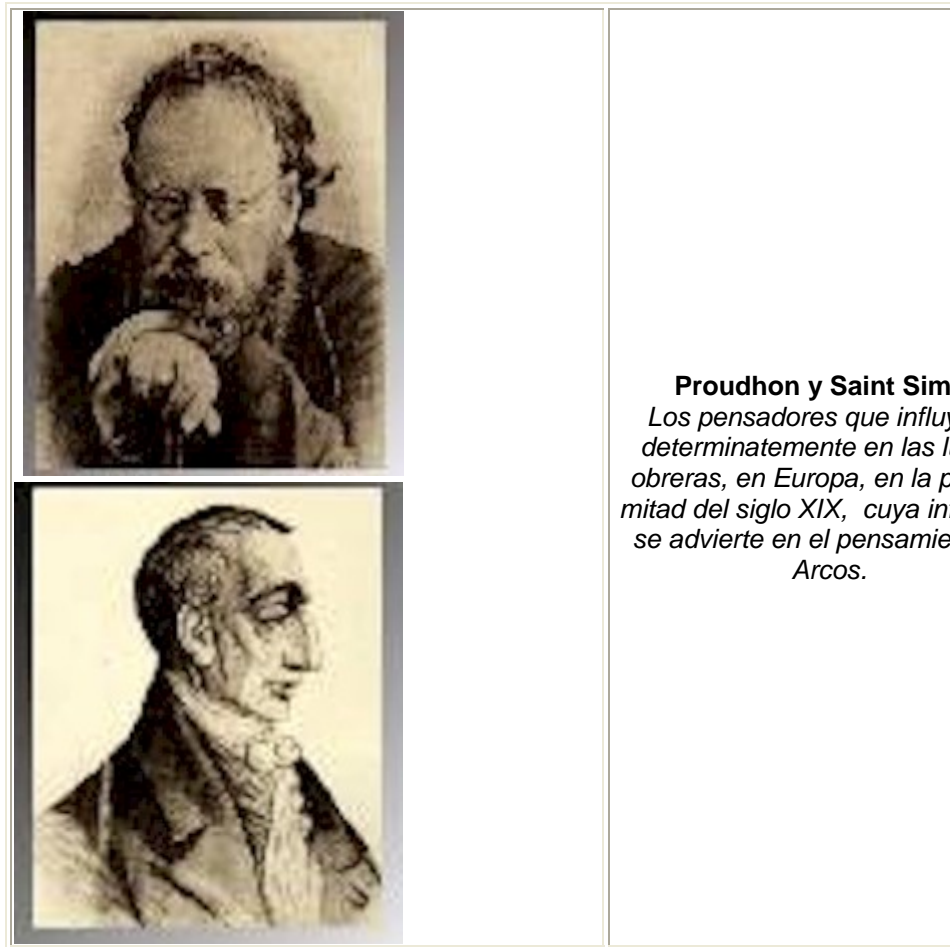 Proudhon y Saint Sim
Los pensadores que influy
determinatemente en las l
obreras, en Europa, en la p
mitad del siglo XIX,  cuya in
se advierte en el pensamie
Arcos.